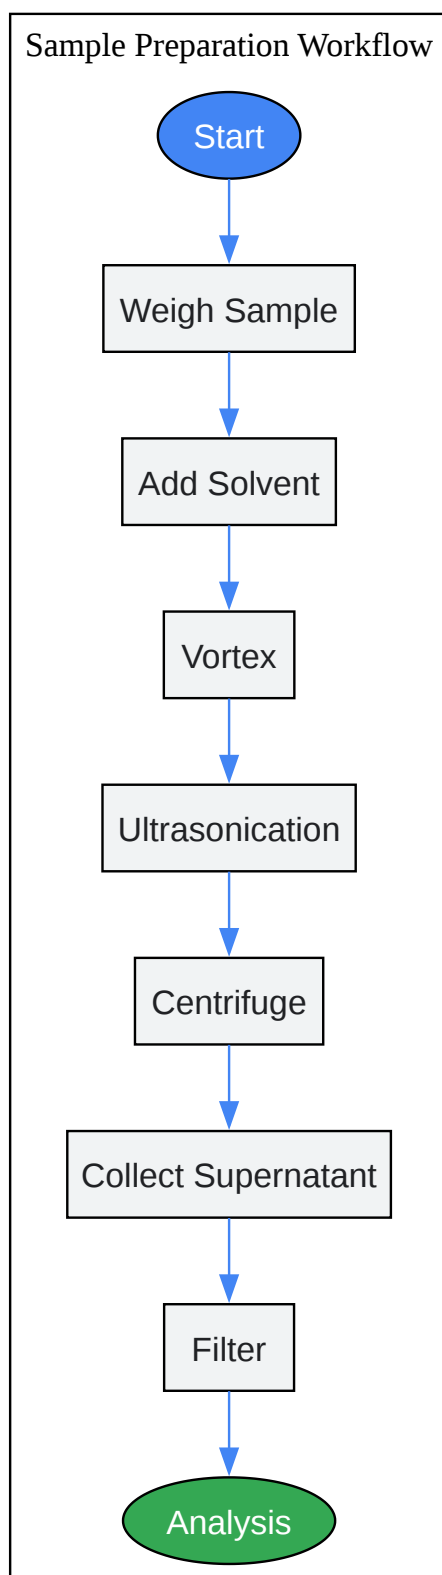 Sample Preparation Workflow
Start
Weigh Sample
Add Solvent
Vortex
Ultrasonication
Centrifuge
Collect Supernatant
Filter
Analysis